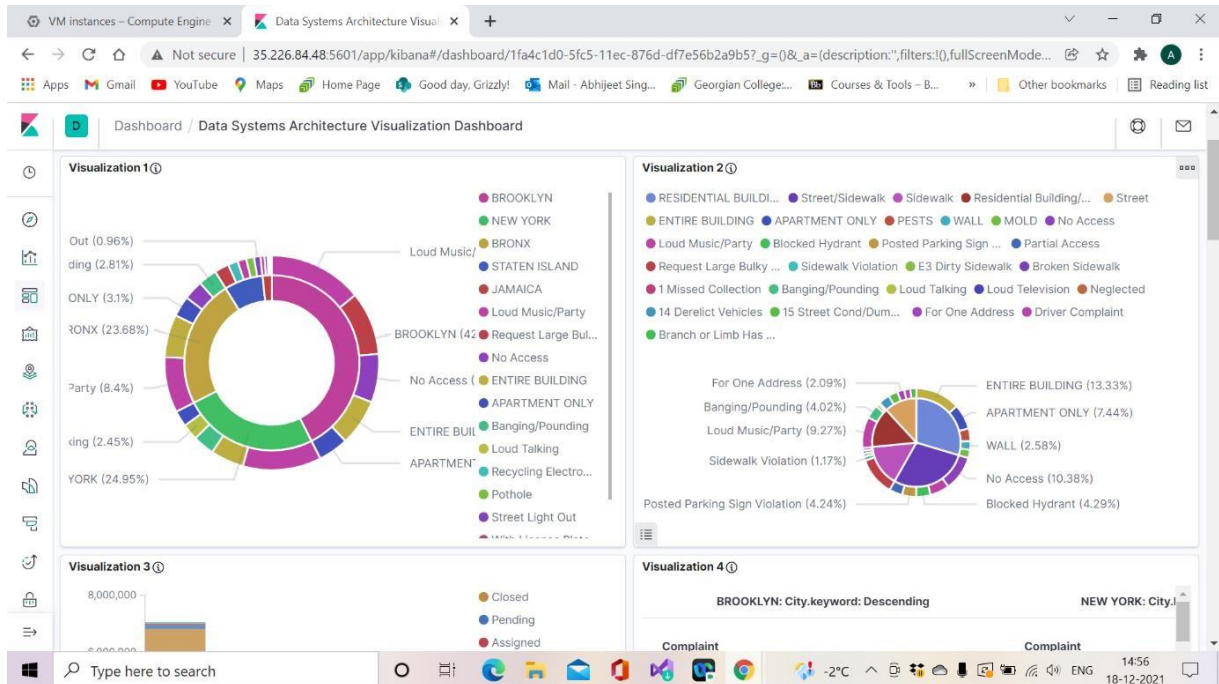 VM instances – Compute Engine
Data Systems Architecture Visual
Not secure | 35.226.84.48:5601/app/kibana#/dashboard/1fa4c1d0-5fc5-11ec-876d-df7e56b2a9b5?_g=()&_a=(description:'',filters:!(),fullScreenMode...
A
Apps Gmail YouTube Maps Home Page Good day, Grizzly! Mail - Abhijeet Sing... Georgian College:... Courses & Tools – B... » Other bookmarks Reading list
D Dashboard / Data Systems Architecture Visualization Dashboard
Visualization 1
Out (0.96%)
ding (2.81%)
ONLY (3.1%)
RONX (23.68%)
Party (8.4%)
king (2.45%)
YORK (24.95%)
Loud Music/
BROOKLYN (42
No Access (
ENTIRE BUIL
APARTMENT
BROOKLYN
NEW YORK
BRONX
STATEN ISLAND
JAMAICA
Loud Music/Party
Request Large Bul...
No Access
ENTIRE BUILDING
APARTMENT ONLY
Banging/Pounding
Loud Talking
Recycling Electro...
Pothole
Street Light Out
With License Plate
Visualization 2
RESIDENTIAL BUILDI... Street/Sidewalk Sidewalk Residential Building/... Street
ENTIRE BUILDING APARTMENT ONLY PESTS WALL MOLD No Access
Loud Music/Party Blocked Hydrant Posted Parking Sign ... Partial Access
Request Large Bulky ... Sidewalk Violation E3 Dirty Sidewalk Broken Sidewalk
1 Missed Collection Banging/Pounding Loud Talking Loud Television Neglected
14 Derelict Vehicles 15 Street Cond/Dum... For One Address Driver Complaint
Branch or Limb Has ...
For One Address (2.09%)
Banging/Pounding (4.02%)
Loud Music/Party (9.27%)
Sidewalk Violation (1.17%)
Posted Parking Sign Violation (4.24%)
ENTIRE BUILDING (13.33%)
APARTMENT ONLY (7.44%)
WALL (2.58%)
No Access (10.38%)
Blocked Hydrant (4.29%)
Visualization 3
8,000,000
6,000,000
Closed
Pending
Assigned
Visualization 4
BROOKLYN: City.keyword: Descending
NEW YORK: City.
Complaint
Complaint
Type here to search
-2°C
ENG
14:56
18-12-2021